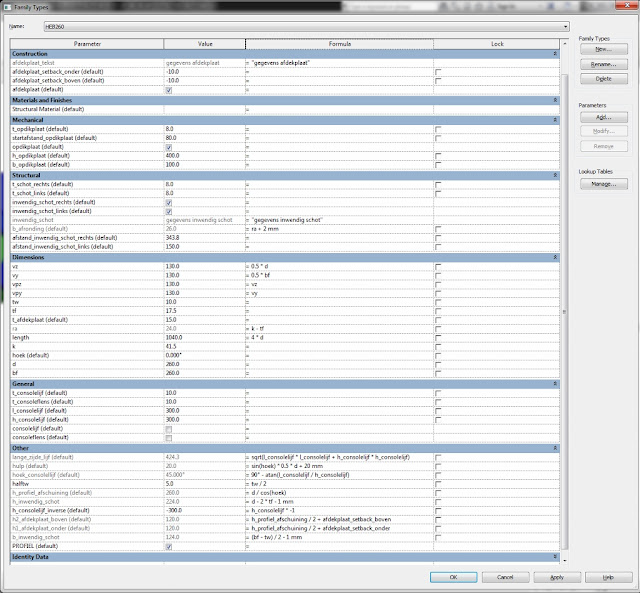 Family Types
Name: HEB260
Parameter Value Formula Lock
Construction
afdekplaat_tekst gegevens afdekplaat = "gegevens afdekplaat"
afdekplaat_setback_onder (default) -10.0 =
afdekplaat_setback_boven (default) -10.0 =
afdekplaat (default) =
Materials and Finishes
Structural Material (default) =
Mechanical
t_opdikplaat (default) 8.0 =
startafstand_opdikplaat (default) 80.0 =
opdikplaat (default) =
h_opdikplaat (default) 400.0 =
b_opdikplaat (default) 100.0 =
Structural
t_schot_rechts (default) 8.0 =
t_schot_links (default) 8.0 =
inwendig_schot_rechts (default) =
inwendig_schot_links (default) =
inwendig_schot gegevens inwendig schot = "gegevens inwendig schot"
b_afronding (default) 26.0 = ra + 2 mm
afstand_inwendig_schot_rechts (default) 343.8 =
afstand_inwendig_schot_links (default) 150.0 =
Dimensions
vz 130.0 = 0.5 * d
vy 130.0 = 0.5 * bf
vpz 130.0 = vz
vpy 130.0 = vy
tw 10.0 =
tf 17.5 =
t_afdekplaat (default) 15.0 =
ra 24.0 = k - tf
length 1040.0 = 4 * d
k 41.5 =
hoek (default) 0.000° =
d 260.0 =
bf 260.0 =
General
t_consolelijf (default) 10.0 =
t_consoleflens (default) 10.0 =
l_consolelijf (default) 300.0 =
h_consolelijf (default) 300.0 =
consolelijf (default) =
consoleflens (default) =
Other
lange_zijde_lijf (default) 424.3 = sqrt(l_consolelijf * l_consolelijf + h_consolelijf * h_consolelijf)
hulp (default) 20.0 = sin(hoek) * 0.5 * d + 20 mm
hoek_consolelijf (default) 45.000° = 90° - atan(l_consolelijf / h_consolelijf)
halftw 5.0 = tw / 2
h_profiel_afschuining (default) 260.0 = d / cos(hoek)
h_inwendig_schot 224.0 = d - 2 * tf - 1 mm
h_consolelijf_inverse (default) -300.0 = h_consolelijf * -1
h2_afdekplaat_boven (default) 120.0 = h_profiel_afschuining / 2 + afdekplaat_setback_boven
h1_afdekplaat_onder (default) 120.0 = h_profiel_afschuining / 2 + afdekplaat_setback_onder
b_inwendig_schot 124.0 = (bf - tw) / 2 - 1 mm
PROFIEL (default) =
Identity Data
Family Types
New...
Rename...
Delete
Parameters
Add...
Modify...
Remove
Lookup Tables
Manage...
OK Cancel Apply Help